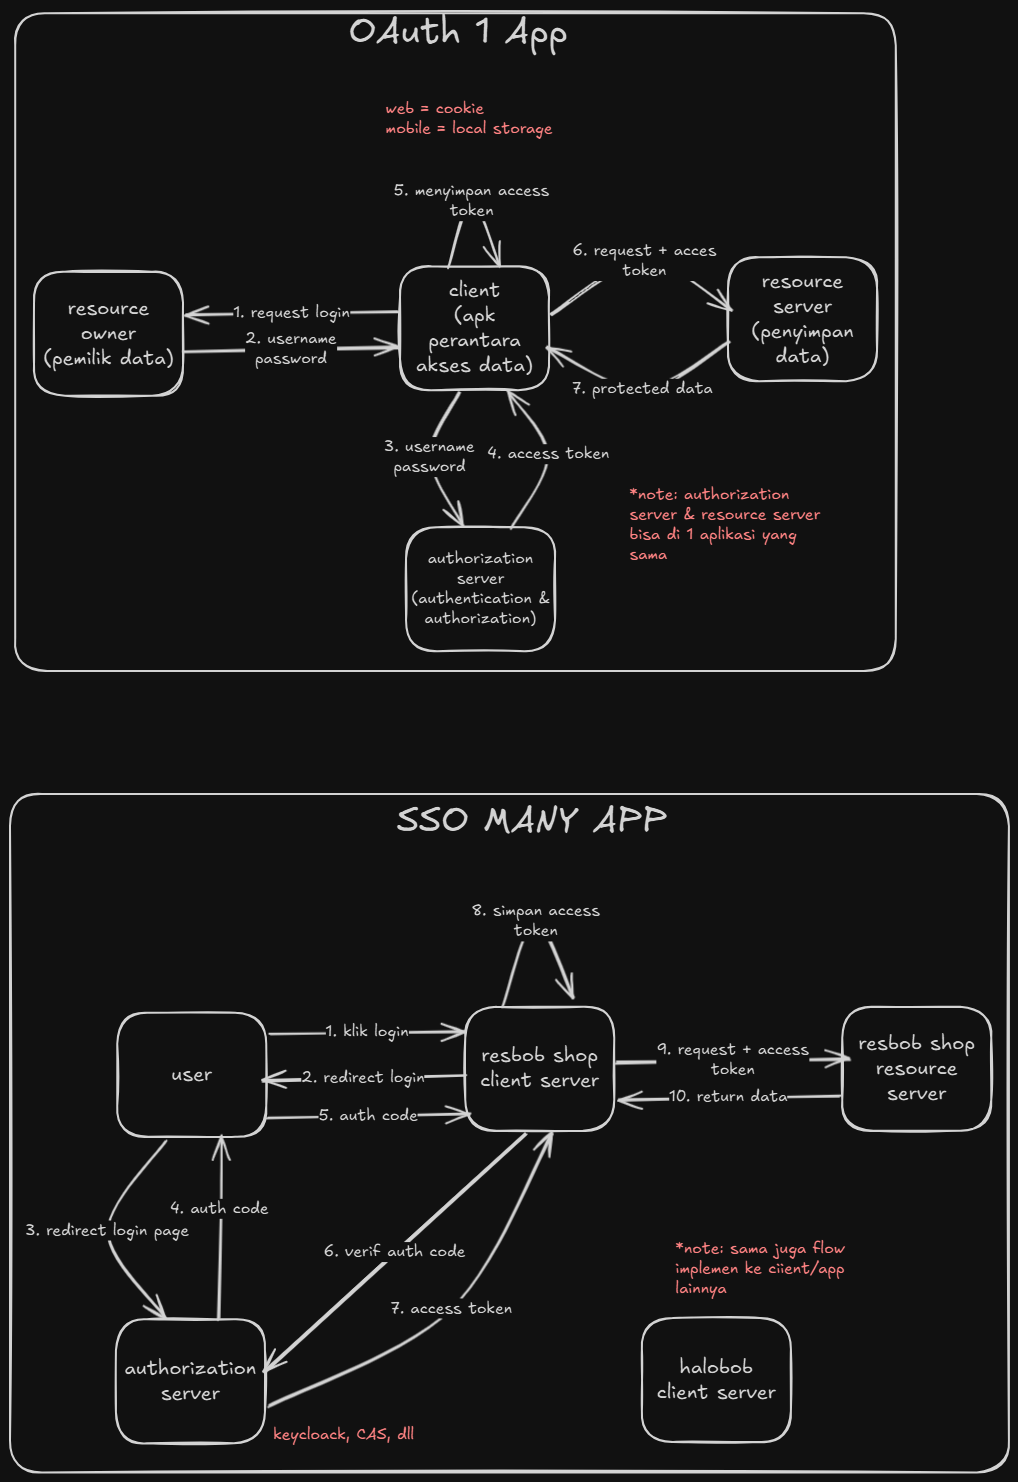 OAuth 1 App
web = cookie
mobile = local storage
5. menyimpan access
token
6. request + acces
token
resource
owner
(pemilik data)
1. request login
2. username
password
client
(apk
perantara
akses data)
resource
server
(penyimpan
data)
7. protected data
3. username
password
4. access token
*note: authorization
server & resource server
bisa di 1 aplikasi yang
sama
authorization
server
(authentication &
authorization)
SSO MANY APP
8. simpan access
token
user
1. klik login
2. redirect login
5. auth code
resbob shop
client server
9. request + access
token
10. return data
resbob shop
resource
server
3. redirect login page
4. auth code
6. verif auth code
7. access token
*note: sama juga flow
implemen ke ciient/app
lainnya
authorization
server
keycloack, CAS, dll
halobob
client server